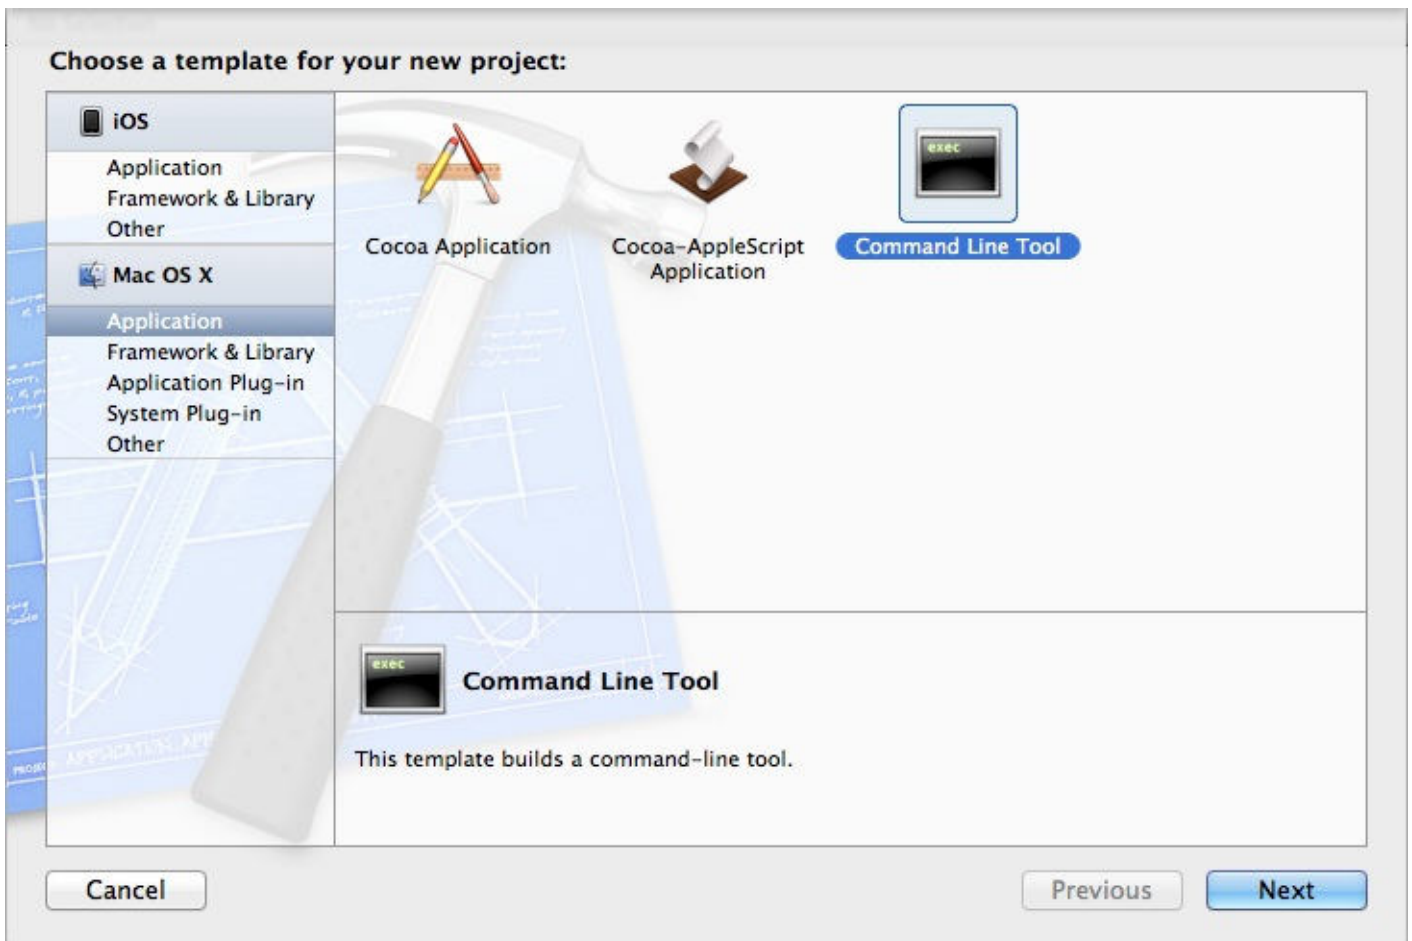 Choose a template for your new project:
iOS
Application
Framework & Library
Other
Mac OS X
Application
Framework & Library
Application Plug-in
System Plug-in
Other
Cocoa Application
Cocoa-AppleScript
Application
exec
Command Line Tool
exec
Command Line Tool
This template builds a command-line tool.
Cancel
Previous
Next